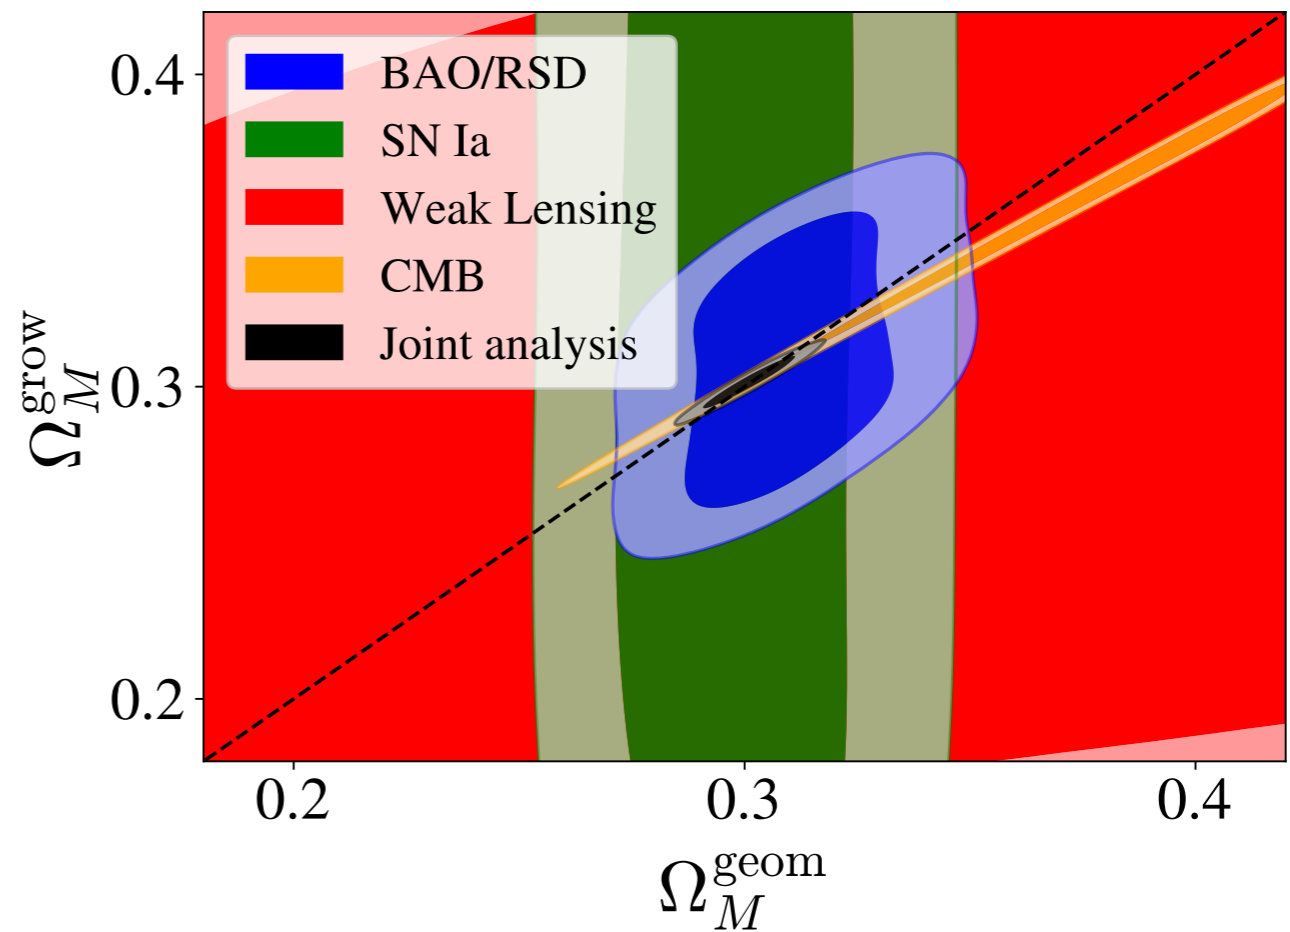 BAO/RSD
SN Ia
Weak Lensing
CMB
Joint analysis
0.4
0.3
0.2
Ω_M^grow
0.2 0.3 0.4
Ω_M^geom